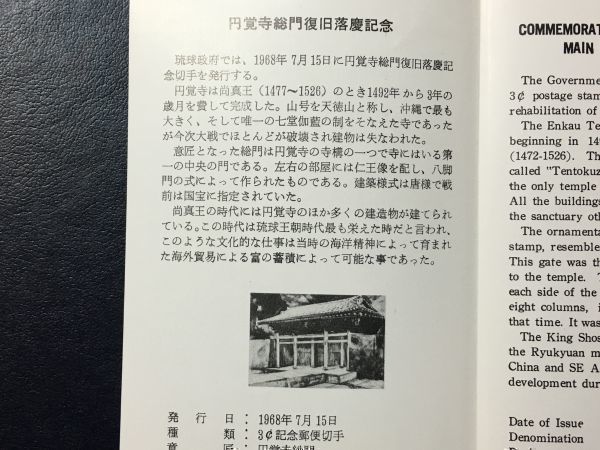 円覚寺総門復旧落慶記念
琉球政府では、1968年7月15日に円覚寺総門復旧落慶記
念切手を発行する。
円覚寺は尚真王(1477～1526)のとき1492年から3年の
歳月を費して完成した。山号を天徳山と称し、沖縄で最も
大きく、そして唯一の七堂伽藍の制をそなえた寺であった
が今次大戦でほとんどが破壊され建物は失なわれた。
意匠となった総門は円覚寺の寺構の一つで寺にはいる第
一の中央の門である。左右の部屋には仁王像を配し、八脚
門の式によって作られたものである。建築様式は唐様で戦
前は国宝に指定されていた。
尚真王の時代には円覚寺のほか多くの建造物が建てられ
ている。この時代は琉球王朝時代最も栄えた時だと言われ、
このような文化的な仕事は当時の海洋精神によって育まれ
た海外貿易による富の蓄積によって可能な事であった。
発行日：1968年7月15日
種類：3¢記念郵便切手
意匠：円覚寺総門
COMMEMORAT
MAIN
The Governme
3¢ postage stam
rehabilitation of
The Enkau Te
beginning in 149
(1472-1526). Th
called "Tentokuz
the only temple
All the buildings
the sanctuary oth
The ornamenta
stamp, resemble
This gate was th
to the temple. T
each side of the
eight columns, i
that time. It was
The King Shos
the Ryukyuan m
China and SE A
development dur
Date of Issue
Denomination